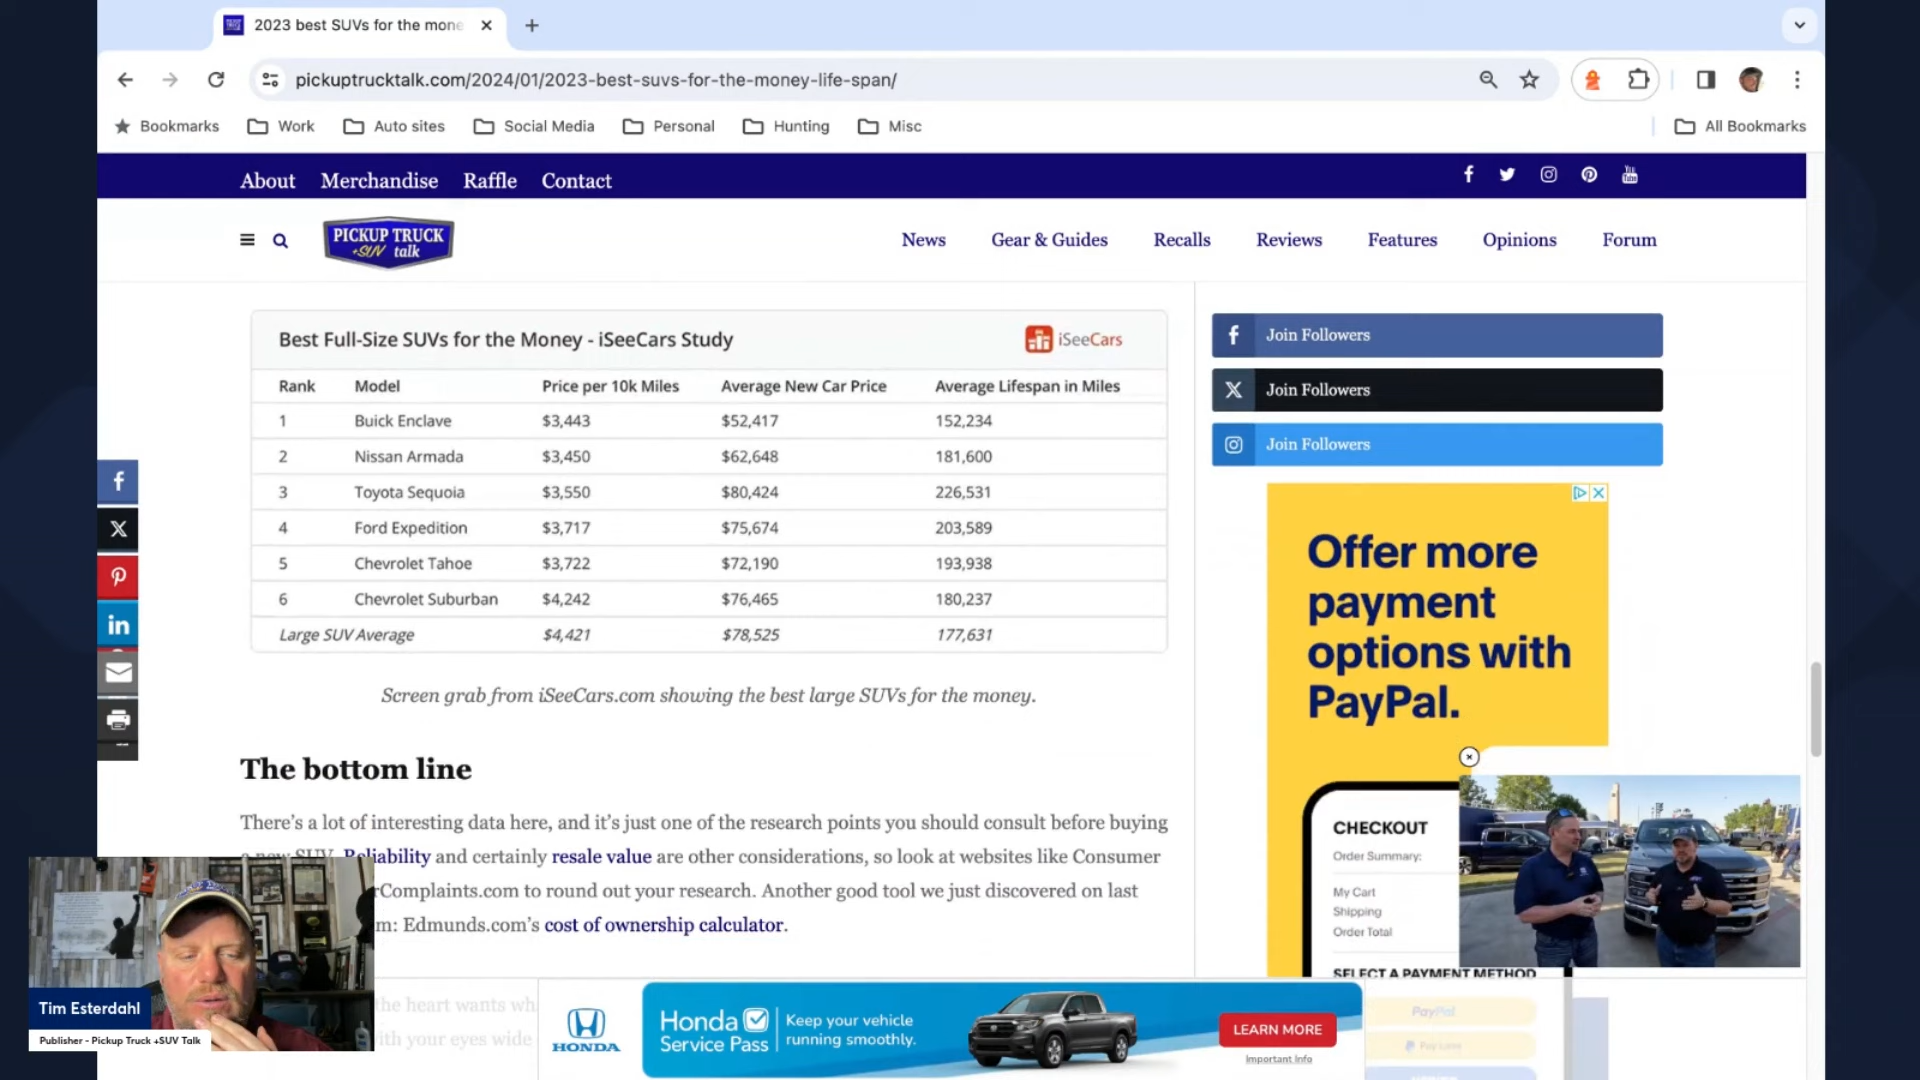 2023 best SUVs for the mone
pickuptrucktalk.com/2024/01/2023-best-suvs-for-the-money-life-span/
Bookmarks Work Auto sites Social Media Personal Hunting Misc All Bookmarks
About Merchandise Raffle Contact
PICKUP TRUCK
+SUV talk
News Gear & Guides Recalls Reviews Features Opinions Forum
Best Full-Size SUVs for the Money - iSeeCars Study iSeeCars
Rank Model Price per 10k Miles Average New Car Price Average Lifespan in Miles
1 Buick Enclave $3,443 $52,417 152,234
2 Nissan Armada $3,450 $62,648 181,600
3 Toyota Sequoia $3,550 $80,424 226,531
4 Ford Expedition $3,717 $75,674 203,589
5 Chevrolet Tahoe $3,722 $72,190 193,938
6 Chevrolet Suburban $4,242 $76,465 180,237
Large SUV Average $4,421 $78,525 177,631
Screen grab from iSeeCars.com showing the best large SUVs for the money.
The bottom line
There's a lot of interesting data here, and it's just one of the research points you should consult before buying
a new SUV. Reliability and certainly resale value are other considerations, so look at websites like Consumer
rComplaints.com to round out your research. Another good tool we just discovered on last
m: Edmunds.com's cost of ownership calculator.
the heart wants wh
ith your eyes wide
Join Followers
Join Followers
Join Followers
Offer more
payment
options with
PayPal.
CHECKOUT
Order Summary:
My Cart
Shipping
Order Total
SELECT A PAYMENT METHOD
PayPal
Pay Later
Tim Esterdahl
Publisher - Pickup Truck +SUV Talk
HONDA
Honda
Service Pass
Keep your vehicle
running smoothly.
LEARN MORE
Important Info